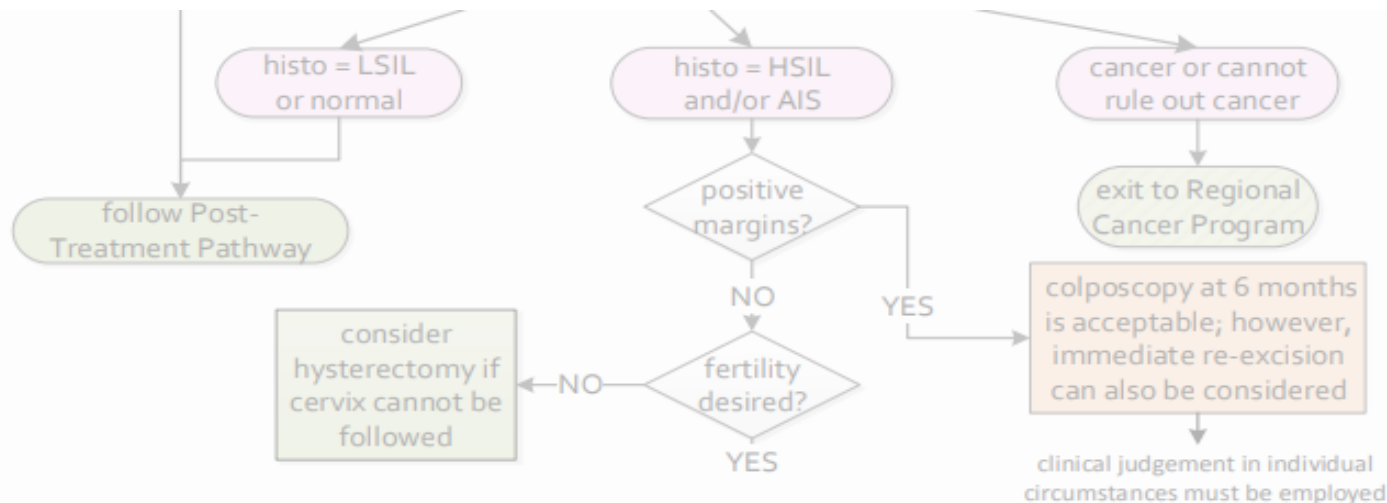 histo = LSIL
or normal
histo = HSIL
and/or AIS
cancer or cannot
rule out cancer
follow Post-
Treatment Pathway
positive
margins?
exit to Regional
Cancer Program
NO
YES
colposcopy at 6 months
is acceptable; however,
immediate re-excision
can also be considered
consider
hysterectomy if
cervix cannot be
followed
NO
fertility
desired?
YES
clinical judgement in individual
circumstances must be employed